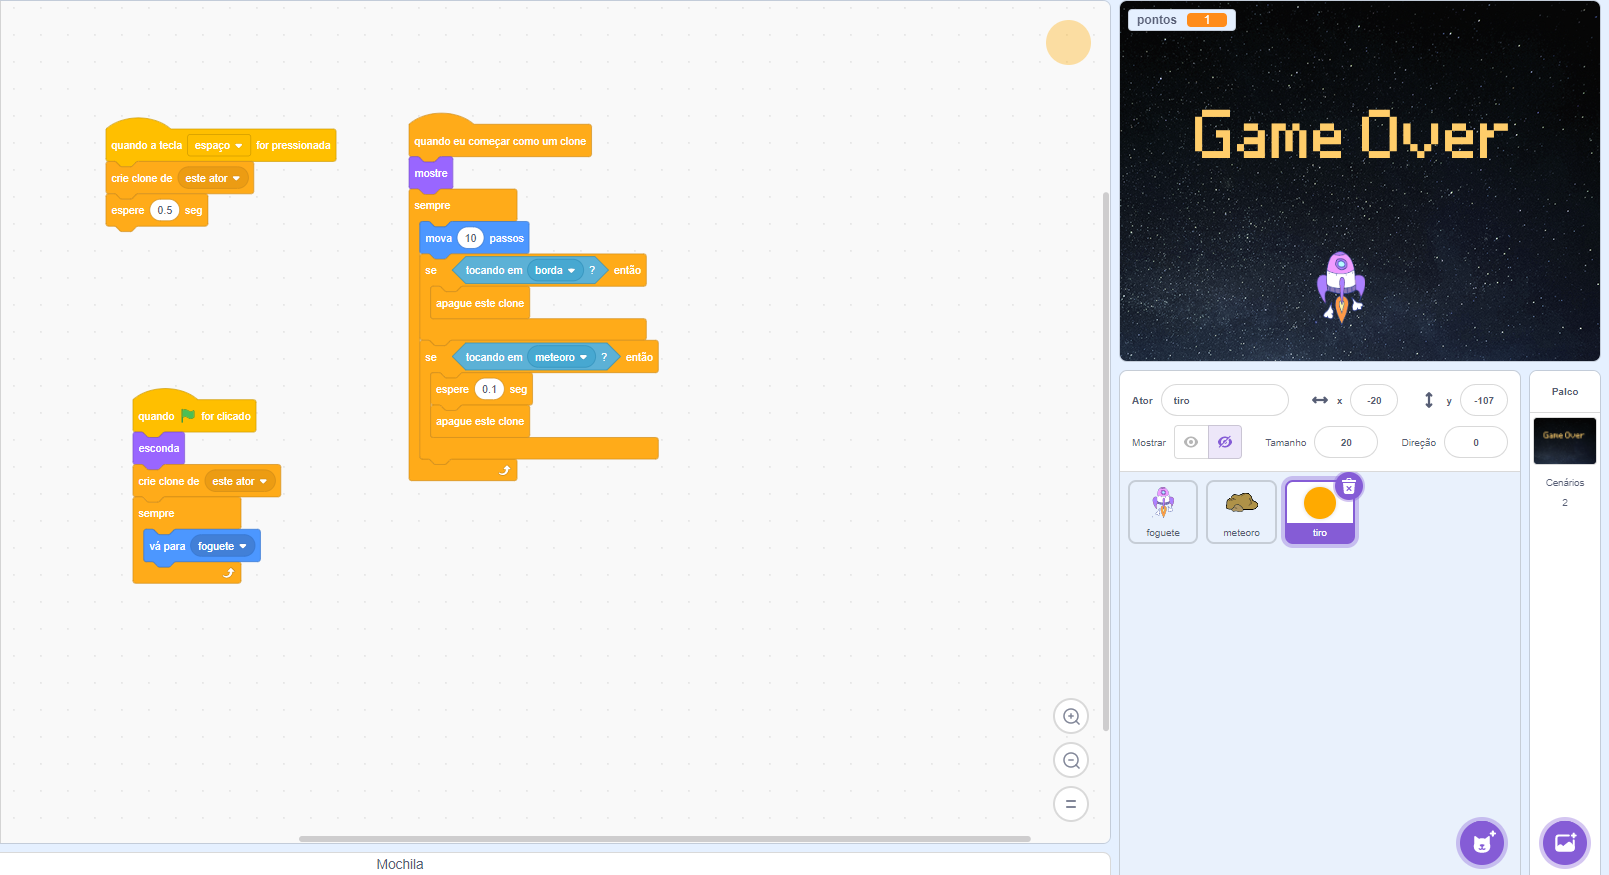 quando a tecla espaço for pressionada
crie clone de este ator
espere 0.5 seg
quando for clicado
esconda
crie clone de este ator
sempre
vá para foguete
quando eu começar como um clone
mostre
sempre
mova 10 passos
se tocando em borda ? então
apague este clone
se tocando em meteoro ? então
espere 0.1 seg
apague este clone
Mochila
pontos 1
Game Over
Ator tiro x -20 y -107
Mostrar Tamanho 20 Direção 0
foguete
meteoro
tiro
Palco
Game Over
Cenários
2